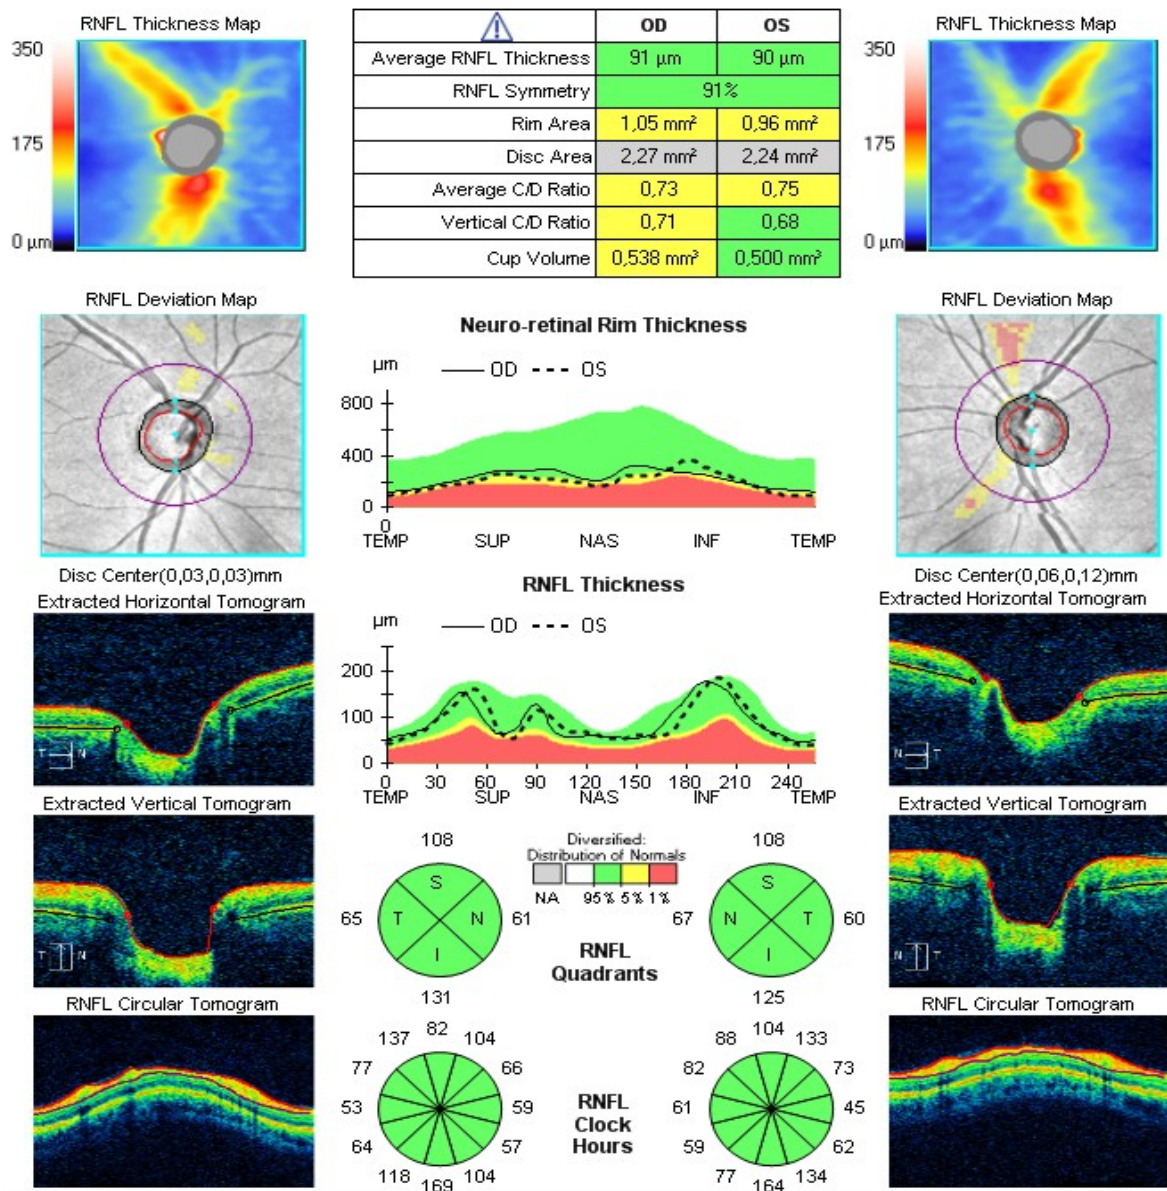 RNFL Thickness Map
OD OS
RNFL Thickness Map
350
175
0 µm
Average RNFL Thickness 91 µm 90 µm
RNFL Symmetry 91%
Rim Area 1,05 mm² 0,96 mm²
Disc Area 2,27 mm² 2,24 mm²
Average C/D Ratio 0,73 0,75
Vertical C/D Ratio 0,71 0,68
Cup Volume 0,538 mm³ 0,500 mm³
350
175
0 µm
RNFL Deviation Map
Disc Center(0,03,0,03)mm
Neuro-retinal Rim Thickness
µm OD OS
800
400
0
0
TEMP SUP NAS INF TEMP
RNFL Deviation Map
Disc Center(0,06,0,12)mm
Extracted Horizontal Tomogram
T N
RNFL Thickness
µm OD OS
200
100
0
0 30 60 90 120 150 180 210 240
TEMP SUP NAS INF TEMP
Extracted Horizontal Tomogram
N T
Extracted Vertical Tomogram
I S
Extracted Vertical Tomogram
I S
108
65 S T N I 61
131
Diversified:
Distribution of Normals
NA 95% 5% 1%
RNFL
Quadrants
108
67 S N T I 60
125
RNFL Circular Tomogram
137 82 104
77 66
53 59
64 57
118 169 104
RNFL
Clock
Hours
88 104 133
82 73
61 45
59 62
77 164 134
RNFL Circular Tomogram